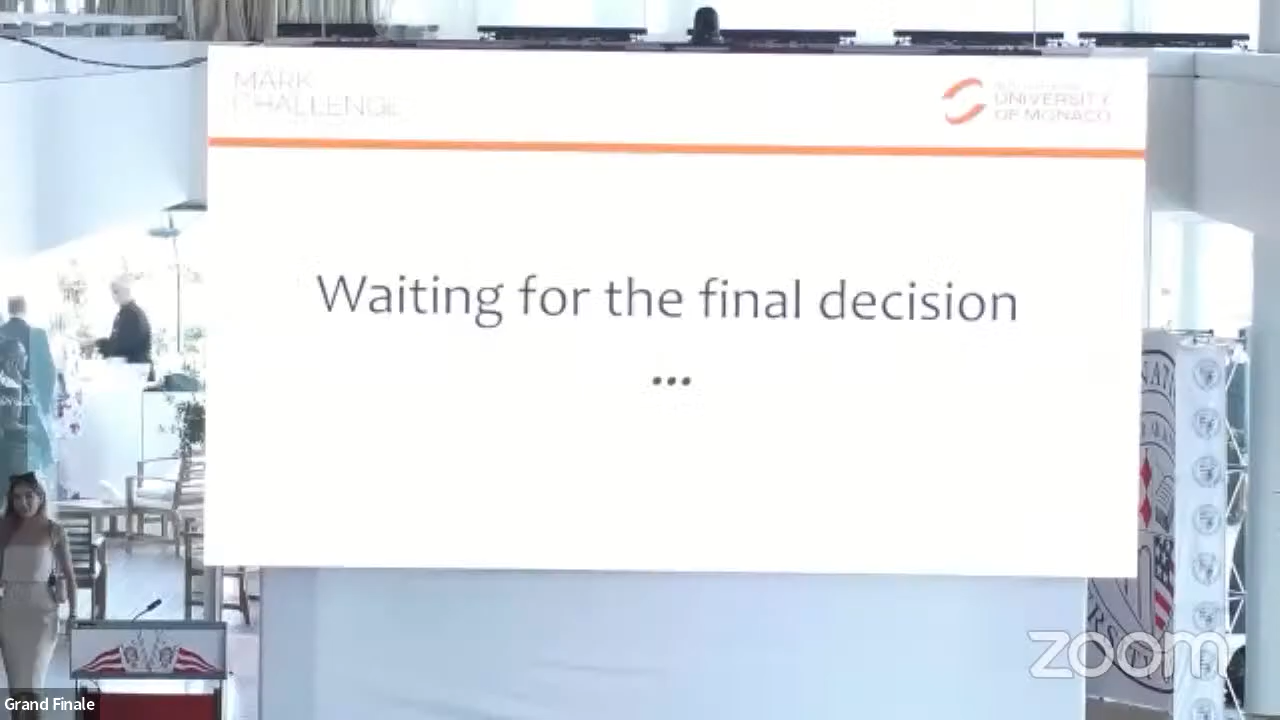 MARK
CHALLENGE
UNIVERSITY
OF MONACO
Waiting for the final decision
...
zoom
Grand Finale